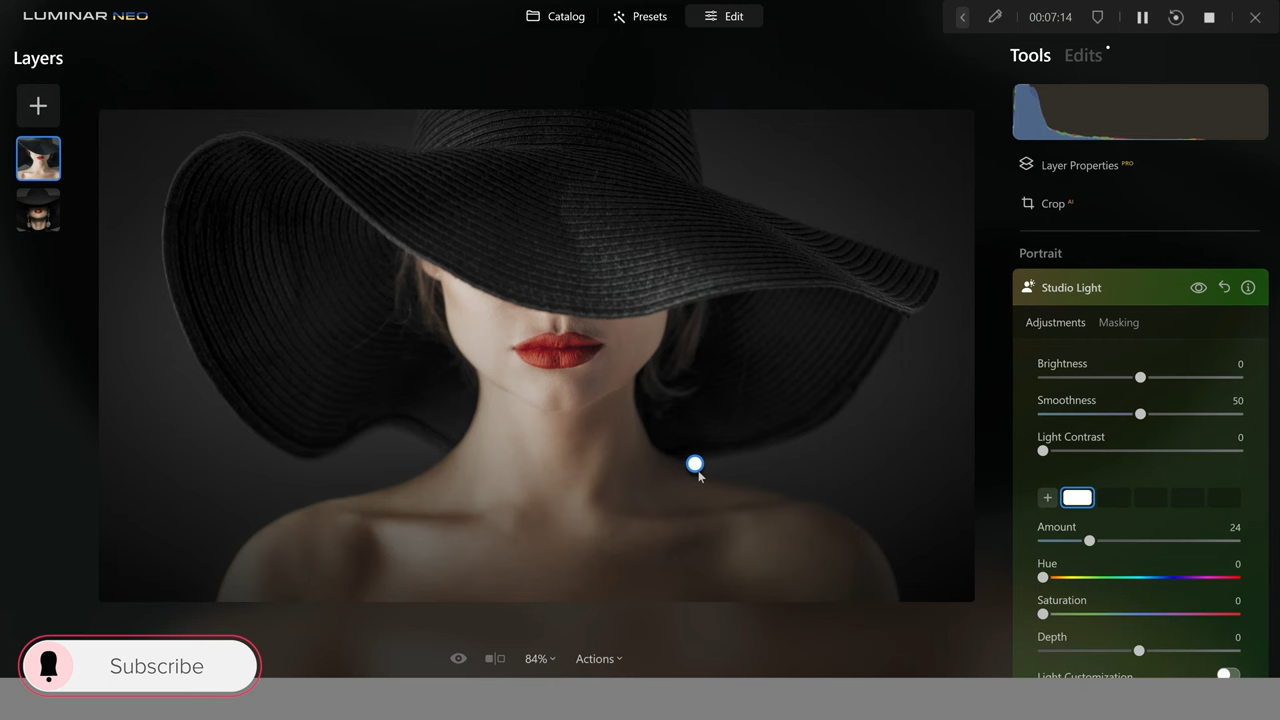 LUMINAR NEO
Catalog
Presets
Edit
00:07:14
Layers
Tools
Edits
Layer Properties PRO
Crop AI
Portrait
Studio Light
Adjustments
Masking
Brightness
0
Smoothness
50
Light Contrast
0
Amount
24
Hue
0
Saturation
0
Depth
0
Light Customization
84%
Actions
Subscribe